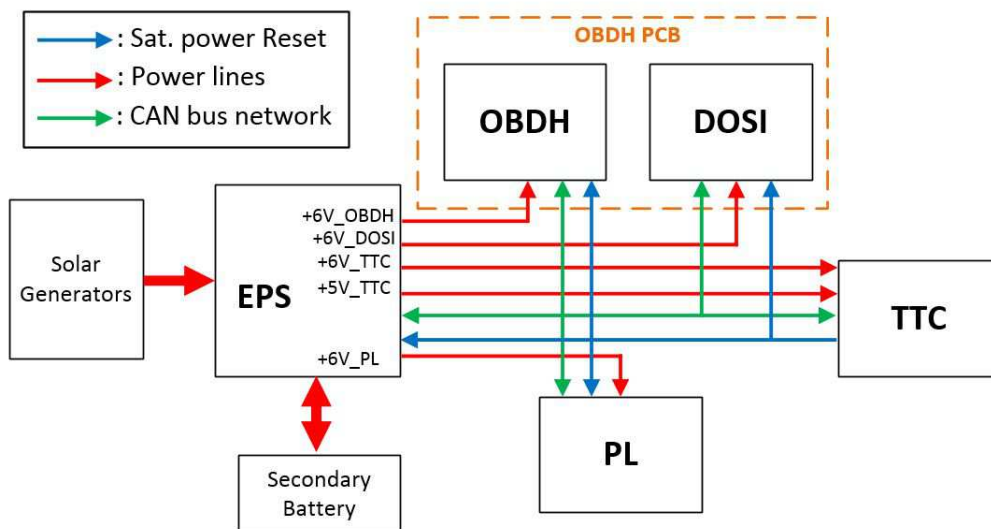 : Sat. power Reset
: Power lines
: CAN bus network
OBDH PCB
OBDH
DOSI
Solar
Generators
EPS
+6V_OBDH
+6V_DOSI
+6V_TTC
+5V_TTC
+6V_PL
TTC
PL
Secondary
Battery